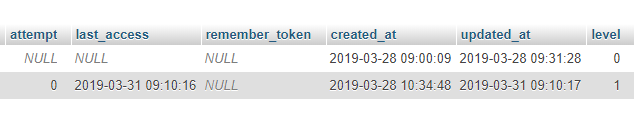 attempt last_access remember_token created_at updated_at level
NULL NULL NULL 2019-03-28 09:00:09 2019-03-28 09:31:28 0
0 2019-03-31 09:10:16 NULL 2019-03-28 10:34:48 2019-03-31 09:10:17 1